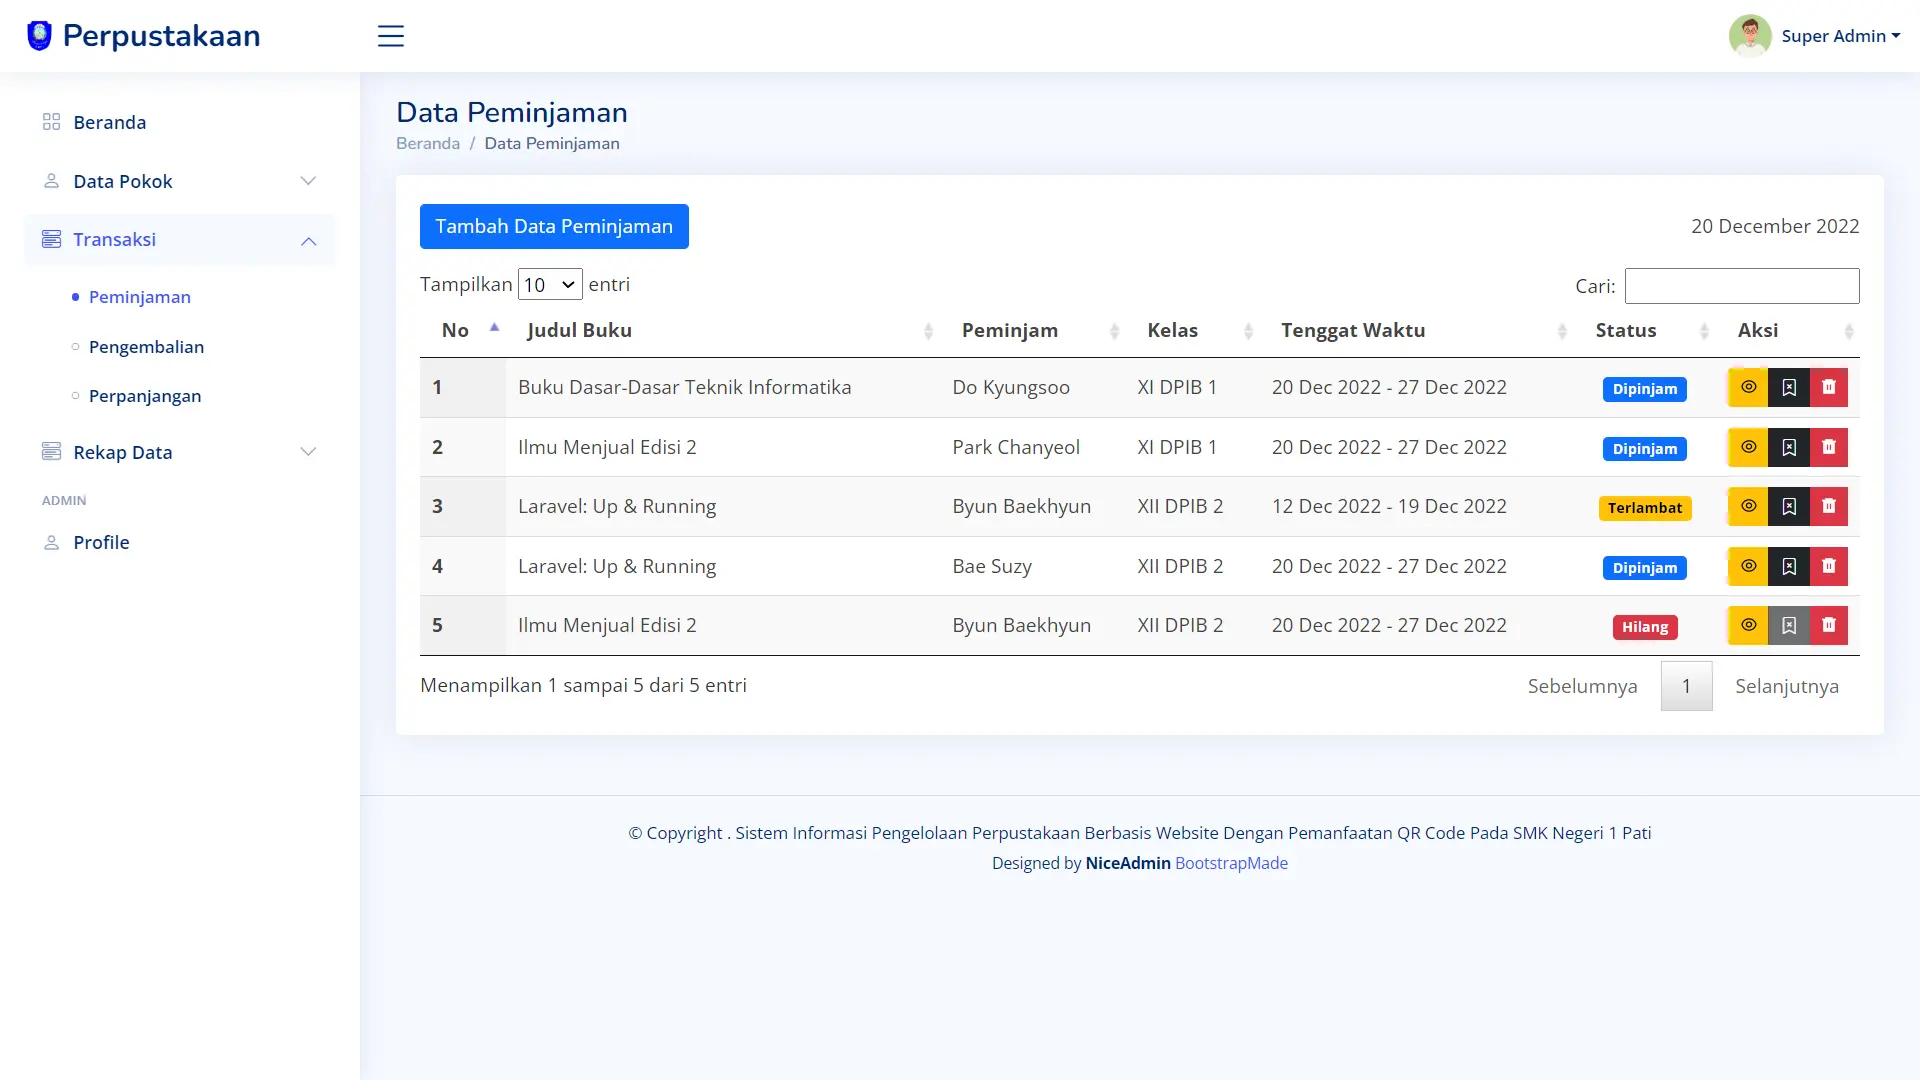 Perpustakaan
Super Admin
Beranda
Data Pokok
Transaksi
Peminjaman
Pengembalian
Perpanjangan
Rekap Data
ADMIN
Profile
Data Peminjaman
Beranda / Data Peminjaman
Tambah Data Peminjaman
20 December 2022
Tampilkan 10 entri
Cari:
No Judul Buku Peminjam Kelas Tenggat Waktu Status Aksi
1 Buku Dasar-Dasar Teknik Informatika Do Kyungsoo XI DPIB 1 20 Dec 2022 - 27 Dec 2022 Dipinjam
2 Ilmu Menjual Edisi 2 Park Chanyeol XI DPIB 1 20 Dec 2022 - 27 Dec 2022 Dipinjam
3 Laravel: Up & Running Byun Baekhyun XII DPIB 2 12 Dec 2022 - 19 Dec 2022 Terlambat
4 Laravel: Up & Running Bae Suzy XII DPIB 2 20 Dec 2022 - 27 Dec 2022 Dipinjam
5 Ilmu Menjual Edisi 2 Byun Baekhyun XII DPIB 2 20 Dec 2022 - 27 Dec 2022 Hilang
Menampilkan 1 sampai 5 dari 5 entri
Sebelumnya 1 Selanjutnya
© Copyright . Sistem Informasi Pengelolaan Perpustakaan Berbasis Website Dengan Pemanfaatan QR Code Pada SMK Negeri 1 Pati
Designed by NiceAdmin BootstrapMade